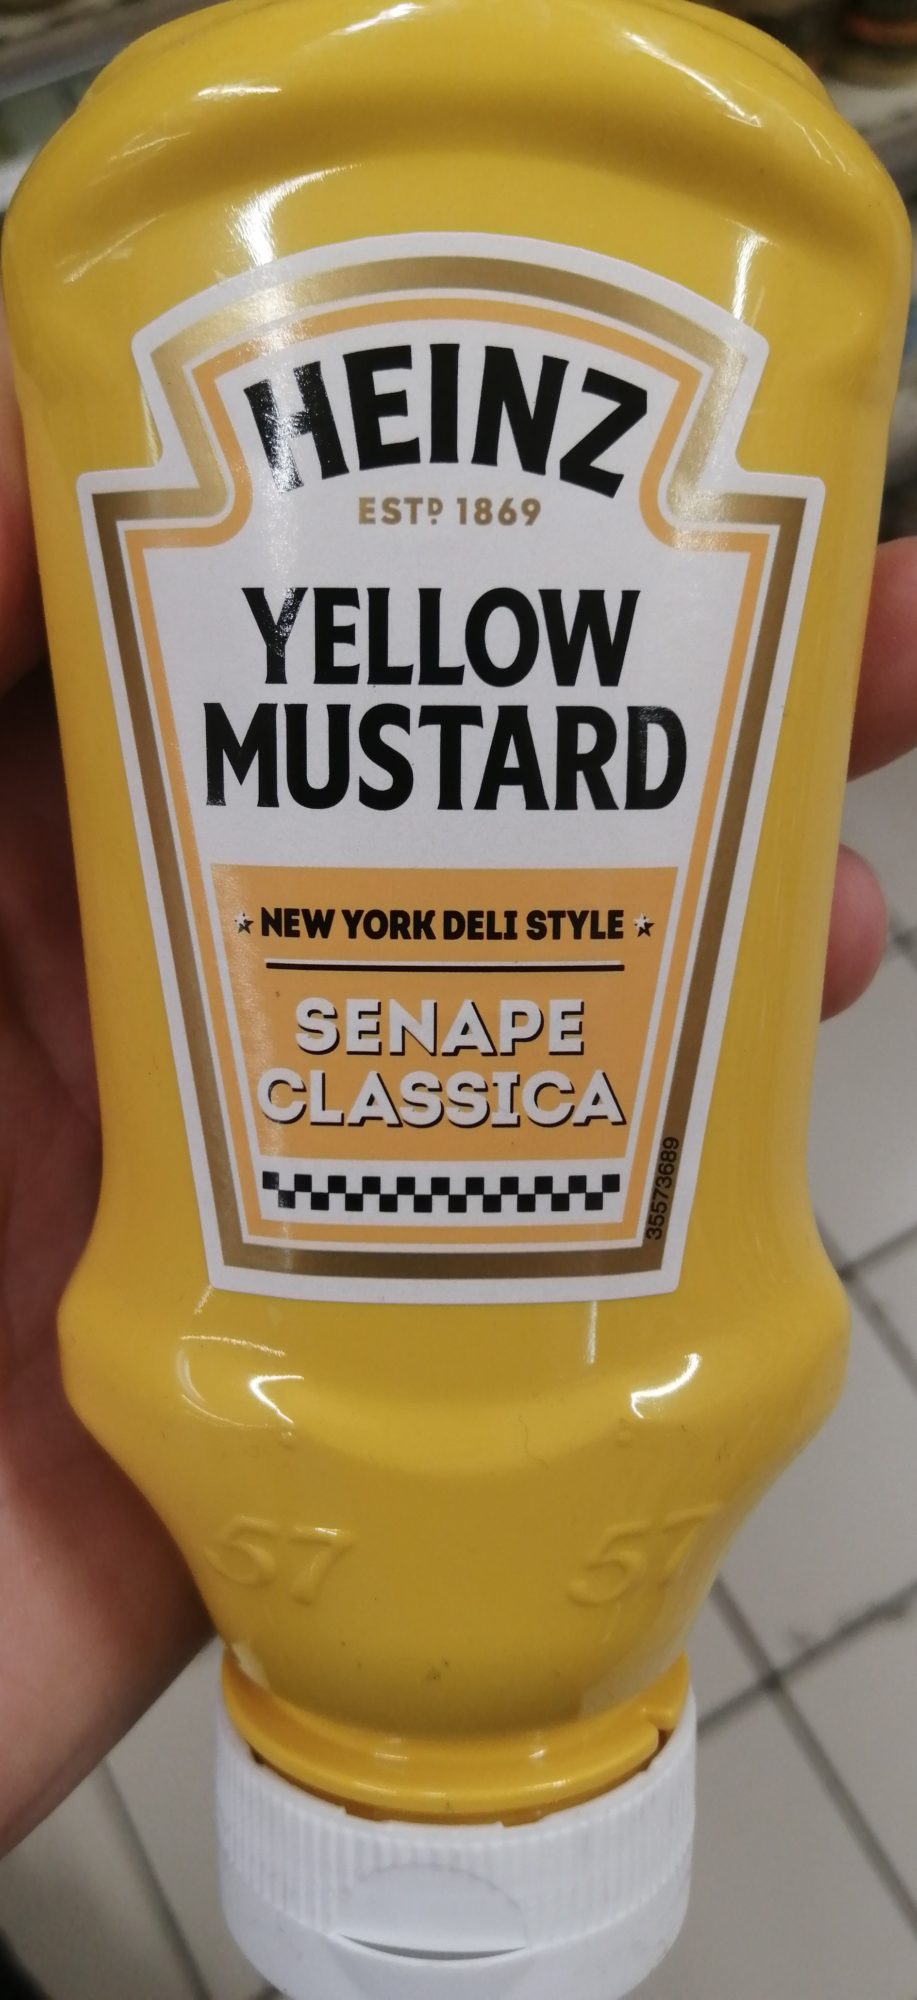 HEINZ
ESTD 1869
YELLOW
MUSTARD
NEW YORK DELI STYLE
SENAPE
CLASSICA
35573689
57 57